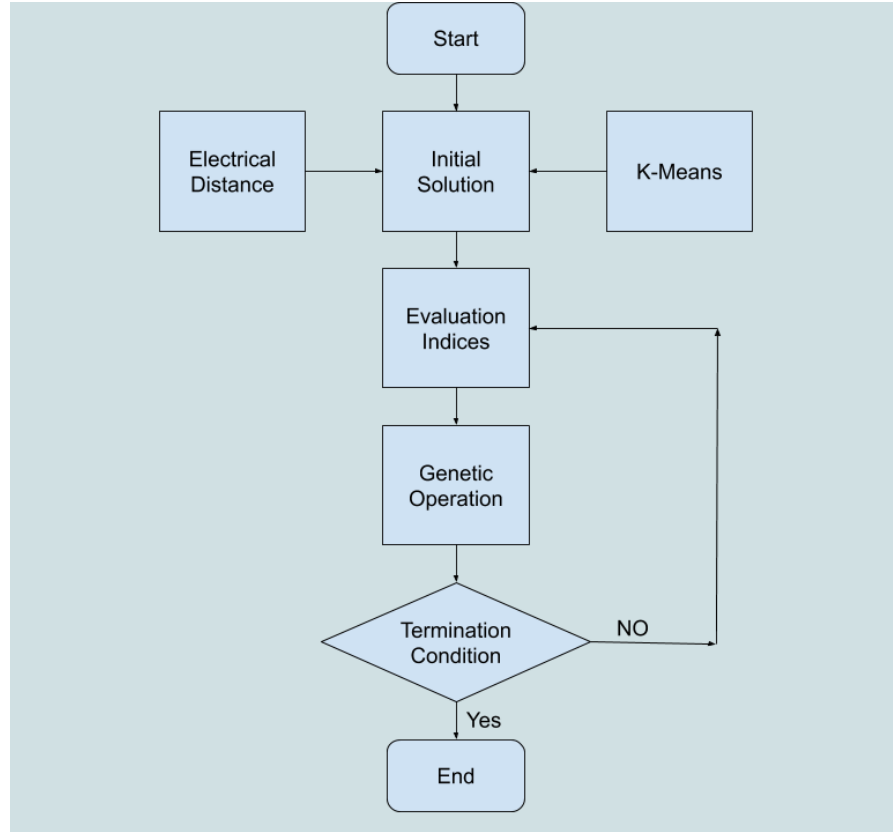 Start
Electrical
Distance
Initial
Solution
K-Means
Evaluation
Indices
Genetic
Operation
Termination
Condition
NO
Yes
End